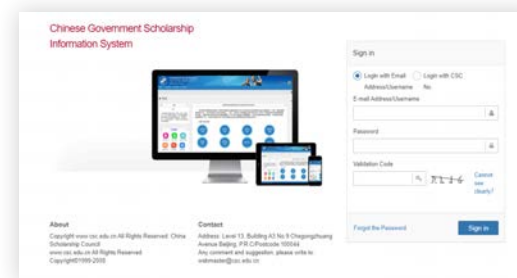 Chinese Government Scholarship
Information System
Sign in
Login with Email Address/Username
Login with CSC No
E-mail Address/Username
Password
Validation Code
Cannot see clearly?
Forgot the Password
Sign in
About
Copyright www.csc.edu.cn All Rights Reserved: China
Scholarship Council
www.csc.edu.cn All Rights Reserved
Copyright©1999-2008
Contact
Address: Level 13, Building A3 No.9 Chegongzhuang
Avenue Beijing, P.R.C/Postcode:100044
Any comment and suggestion, please write to
webmaster@csc.edu.cn